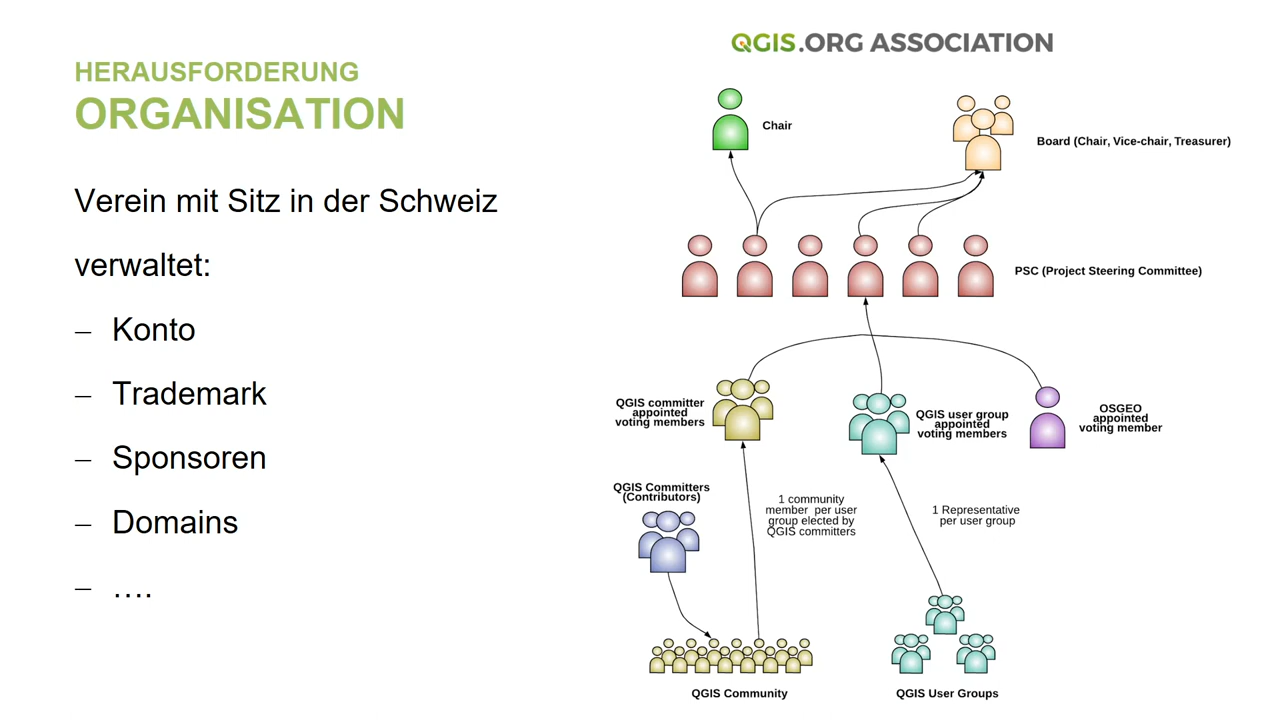 HERAUSFORDERUNG
ORGANISATION
Verein mit Sitz in der Schweiz
verwaltet:
– Konto
– Trademark
– Sponsoren
– Domains
– ….
QGIS.ORG ASSOCIATION
Chair
Board (Chair, Vice-chair, Treasurer)
PSC (Project Steering Committee)
QGIS committer
appointed
voting members
QGIS user group
appointed
voting members
OSGEO
appointed
voting member
QGIS Committers
(Contributors)
1 community
member per user
group elected by
QGIS committers
1 Representative
per user group
QGIS Community
QGIS User Groups